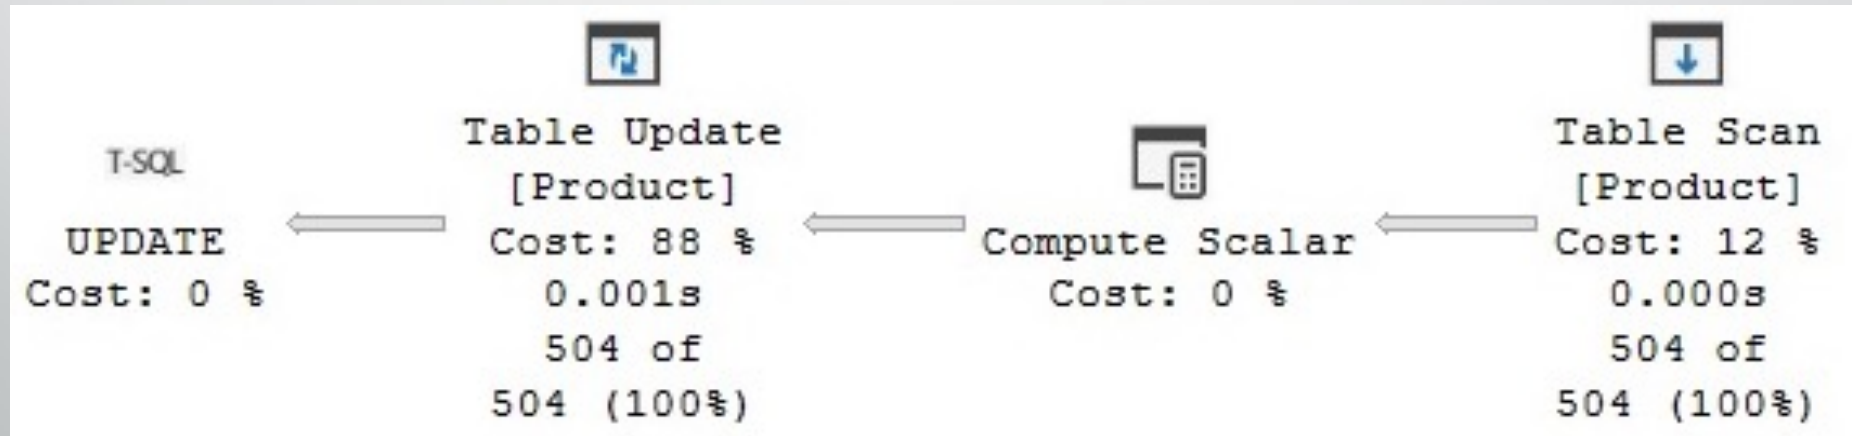 T-SQL
UPDATE
Cost: 0 %
Table Update
[Product]
Cost: 88 %
0.001s
504 of
504 (100%)
Compute Scalar
Cost: 0 %
Table Scan
[Product]
Cost: 12 %
0.000s
504 of
504 (100%)